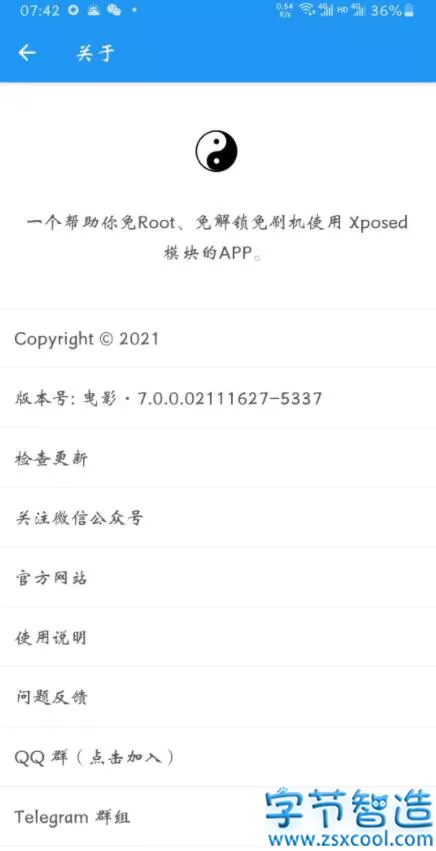 07:42
0.54 K/s 4G HD 4G 36%
关于
一个帮助你免Root、免解锁免刷机使用 Xposed
模块的APP。
Copyright © 2021
版本号: 电影·7.0.0.02111627-5337
检查更新
关注微信公众号
官方网站
使用说明
问题反馈
QQ 群（点击加入）
Telegram 群组
字节智造
www.zsxcool.com